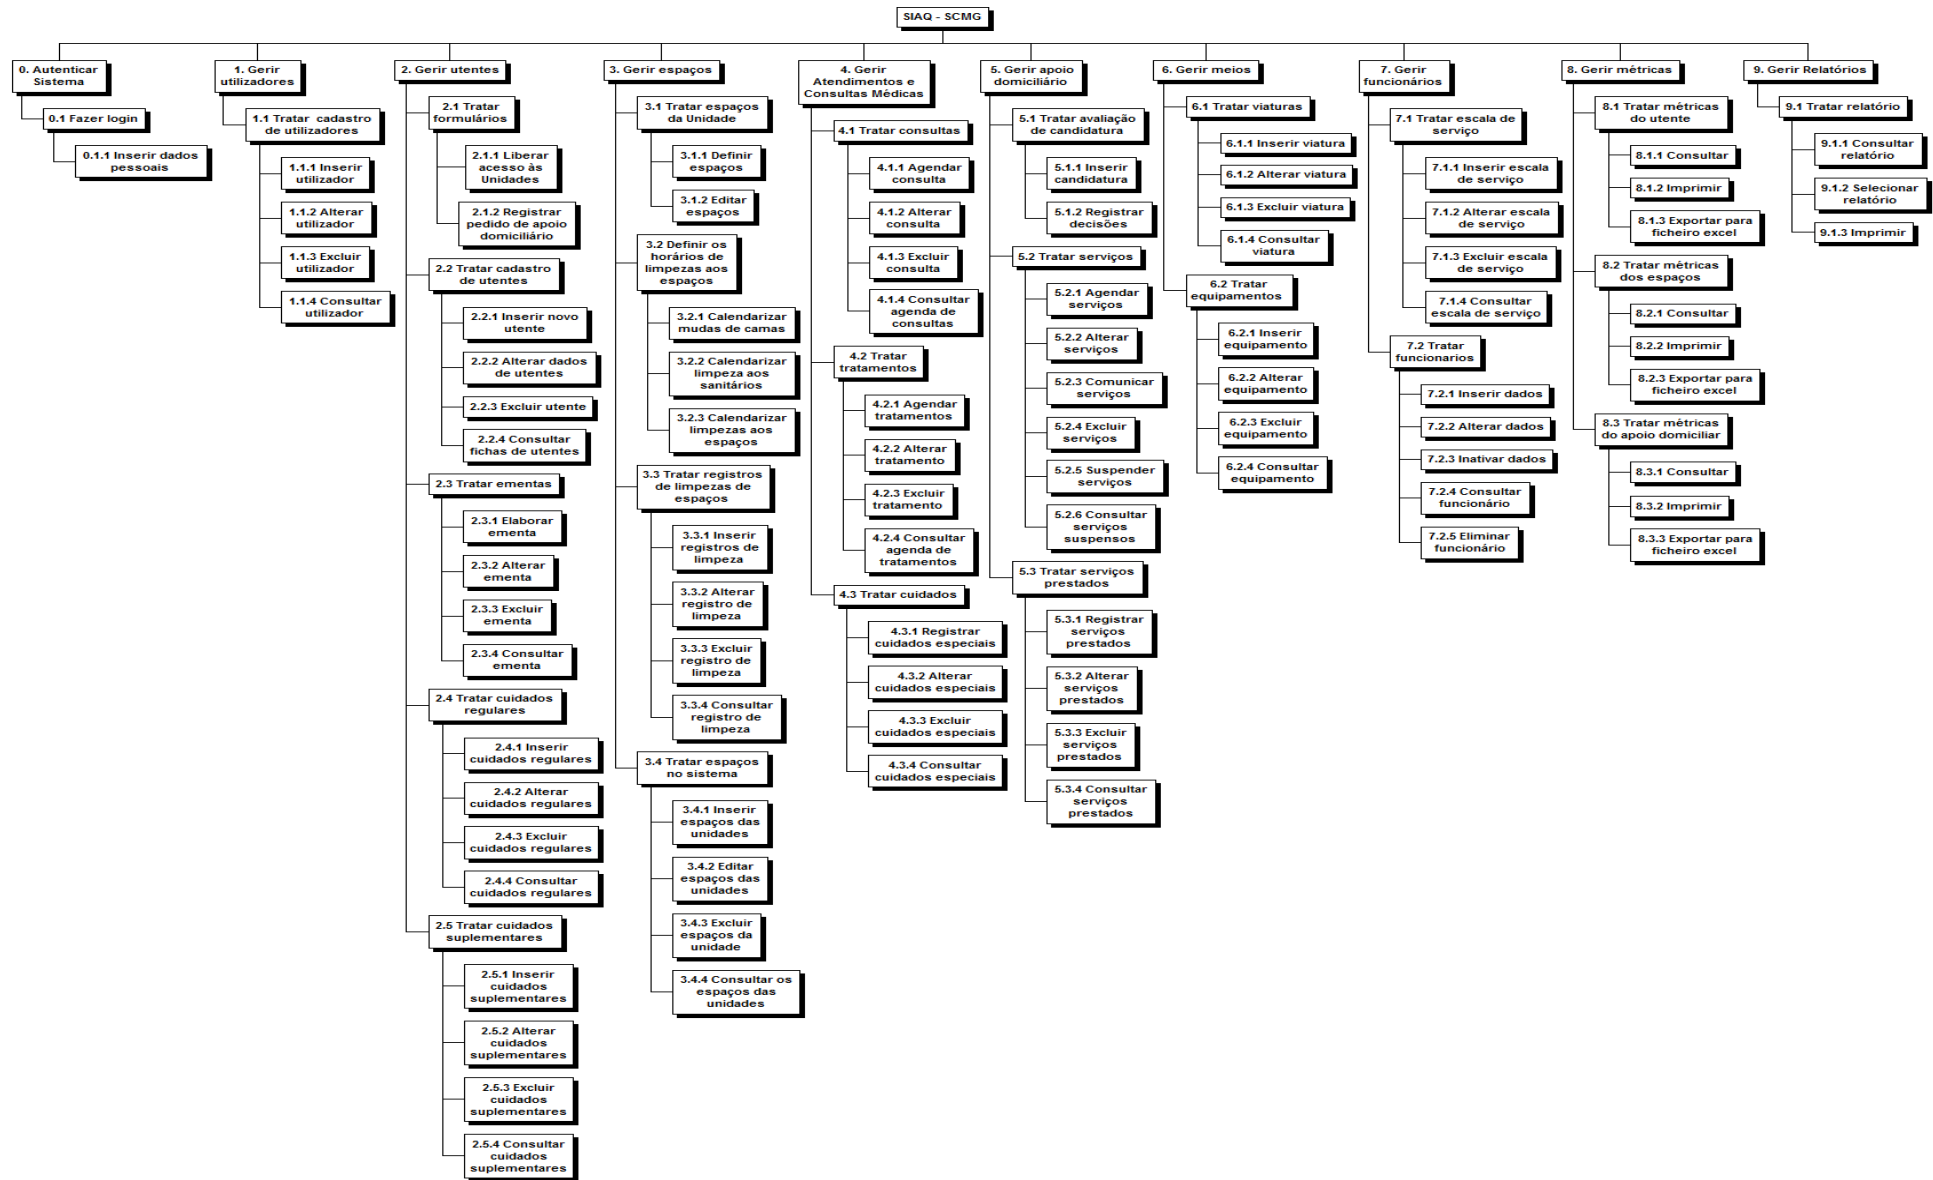 SIAQ - SCMG
0. Autenticar
Sistema
0.1 Fazer login
0.1.1 Inserir dados
pessoais
1. Gerir
utilizadores
1.1 Tratar cadastro
de utilizadores
1.1.1 Inserir
utilizador
1.1.2 Alterar
utilizador
1.1.3 Excluir
utilizador
1.1.4 Consultar
utilizador
2. Gerir utentes
2.1 Tratar
formulários
2.1.1 Liberar
acesso às
Unidades
2.1.2 Registrar
pedido de apoio
domiciliário
2.2 Tratar cadastro
de utentes
2.2.1 Inserir novo
utente
2.2.2 Alterar dados
de utentes
2.2.3 Excluir utente
2.2.4 Consultar
fichas de utentes
2.3 Tratar ementas
2.3.1 Elaborar
ementa
2.3.2 Alterar
ementa
2.3.3 Excluir
ementa
2.3.4 Consultar
ementa
2.4 Tratar cuidados
regulares
2.4.1 Inserir
cuidados regulares
2.4.2 Alterar
cuidados regulares
2.4.3 Excluir
cuidados regulares
2.4.4 Consultar
cuidados regulares
2.5 Tratar cuidados
suplementares
2.5.1 Inserir
cuidados
suplementares
2.5.2 Alterar
cuidados
suplementares
2.5.3 Excluir
cuidados
suplementares
2.5.4 Consultar
cuidados
suplementares
3. Gerir espaços
3.1 Tratar espaços
da Unidade
3.1.1 Definir
espaços
3.1.2 Editar
espaços
3.2 Definir os
horários de
limpezas aos
espaços
3.2.1 Calendarizar
mudas de camas
3.2.2 Calendarizar
limpeza aos
sanitários
3.2.3 Calendarizar
limpezas aos
espaços
3.3 Tratar registros
de limpezas de
espaços
3.3.1 Inserir
registros de
limpeza
3.3.2 Alterar
registro de
limpeza
3.3.3 Excluir
registro de
limpeza
3.3.4 Consultar
registro de
limpeza
3.4 Tratar espaços
no sistema
3.4.1 Inserir
espaços das
unidades
3.4.2 Editar
espaços das
unidades
3.4.3 Excluir
espaços da
unidade
3.4.4 Consultar os
espaços das
unidades
4. Gerir
Atendimentos e
Consultas Médicas
4.1 Tratar consultas
4.1.1 Agendar
consulta
4.1.2 Alterar
consulta
4.1.3 Excluir
consulta
4.1.4 Consultar
agenda de
consultas
4.2 Tratar
tratamentos
4.2.1 Agendar
tratamentos
4.2.2 Alterar
tratamento
4.2.3 Excluir
tratamento
4.2.4 Consultar
agenda de
tratamentos
4.3 Tratar cuidados
4.3.1 Registrar
cuidados especiais
4.3.2 Alterar
cuidados especiais
4.3.3 Excluir
cuidados especiais
4.3.4 Consultar
cuidados especiais
5. Gerir apoio
domiciliário
5.1 Tratar avaliação
de candidatura
5.1.1 Inserir
candidatura
5.1.2 Registrar
decisões
5.2 Tratar serviços
5.2.1 Agendar
serviços
5.2.2 Alterar
serviços
5.2.3 Comunicar
serviços
5.2.4 Excluir
serviços
5.2.5 Suspender
serviços
5.2.6 Consultar
serviços
suspensos
5.3 Tratar serviços
prestados
5.3.1 Registrar
serviços
prestados
5.3.2 Alterar
serviços
prestados
5.3.3 Excluir
serviços
prestados
5.3.4 Consultar
serviços
prestados
6. Gerir meios
6.1 Tratar viaturas
6.1.1 Inserir viatura
6.1.2 Alterar viatura
6.1.3 Excluir viatura
6.1.4 Consultar
viatura
6.2 Tratar
equipamentos
6.2.1 Inserir
equipamento
6.2.2 Alterar
equipamento
6.2.3 Excluir
equipamento
6.2.4 Consultar
equipamento
7. Gerir
funcionários
7.1 Tratar escala de
serviço
7.1.1 Inserir escala
de serviço
7.1.2 Alterar escala
de serviço
7.1.3 Excluir escala
de serviço
7.1.4 Consultar
escala de serviço
7.2 Tratar
funcionarios
7.2.1 Inserir dados
7.2.2 Alterar dados
7.2.3 Inativar dados
7.2.4 Consultar
funcionário
7.2.5 Eliminar
funcionário
8. Gerir métricas
8.1 Tratar métricas
do utente
8.1.1 Consultar
8.1.2 Imprimir
8.1.3 Exportar para
ficheiro excel
8.2 Tratar métricas
dos espaços
8.2.1 Consultar
8.2.2 Imprimir
8.2.3 Exportar para
ficheiro excel
8.3 Tratar métricas
do apoio domiciliar
8.3.1 Consultar
8.3.2 Imprimir
8.3.3 Exportar para
ficheiro excel
9. Gerir Relatórios
9.1 Tratar relatório
9.1.1 Consultar
relatório
9.1.2 Selecionar
relatório
9.1.3 Imprimir